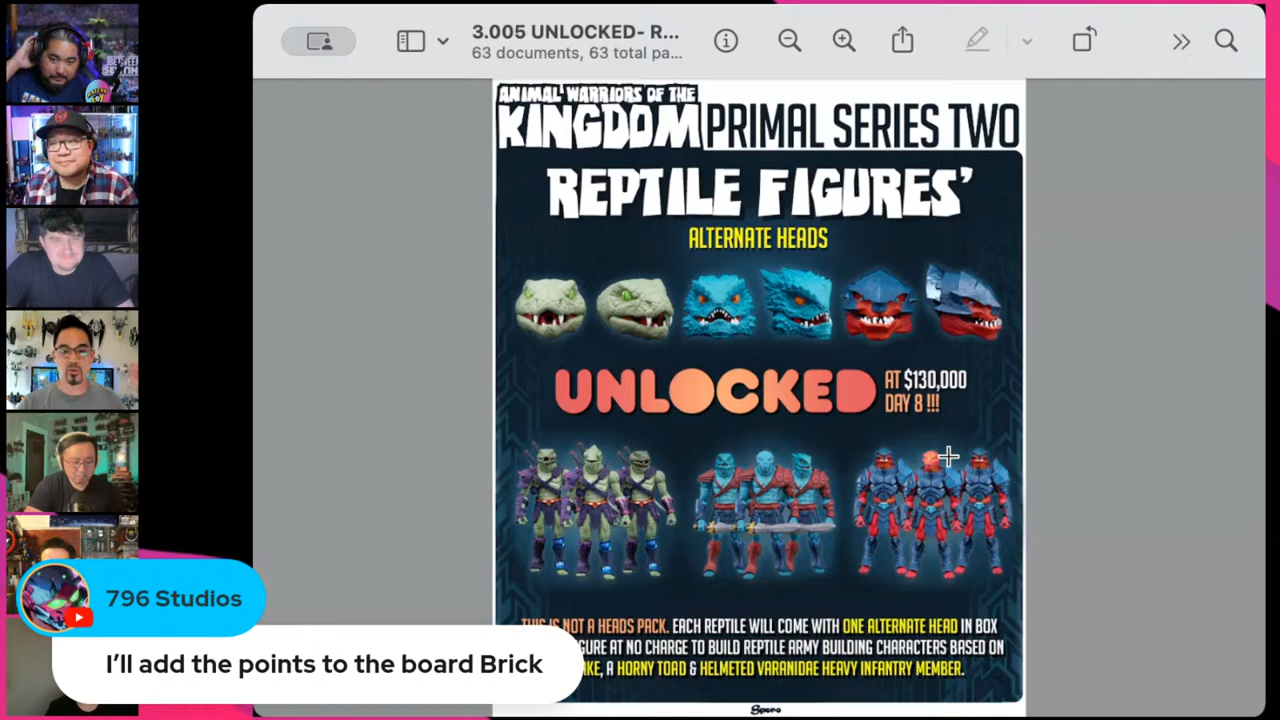 3.005 UNLOCKED- R...
63 documents, 63 total pa...
ANIMAL WARRIORS OF THE
KINGDOM PRIMAL SERIES TWO
REPTILE FIGURES'
ALTERNATE HEADS
UNLOCKED AT $130,000
DAY 8 !!!
THIS IS NOT A HEADS PACK. EACH REPTILE WILL COME WITH ONE ALTERNATE HEAD IN BOX
AT NO CHARGE TO BUILD REPTILE ARMY BUILDING CHARACTERS BASED ON
A HORNY TOAD & HELMETED VARANIDAE HEAVY INFANTRY MEMBER.
Spero
796 Studios
I'll add the points to the board Brick